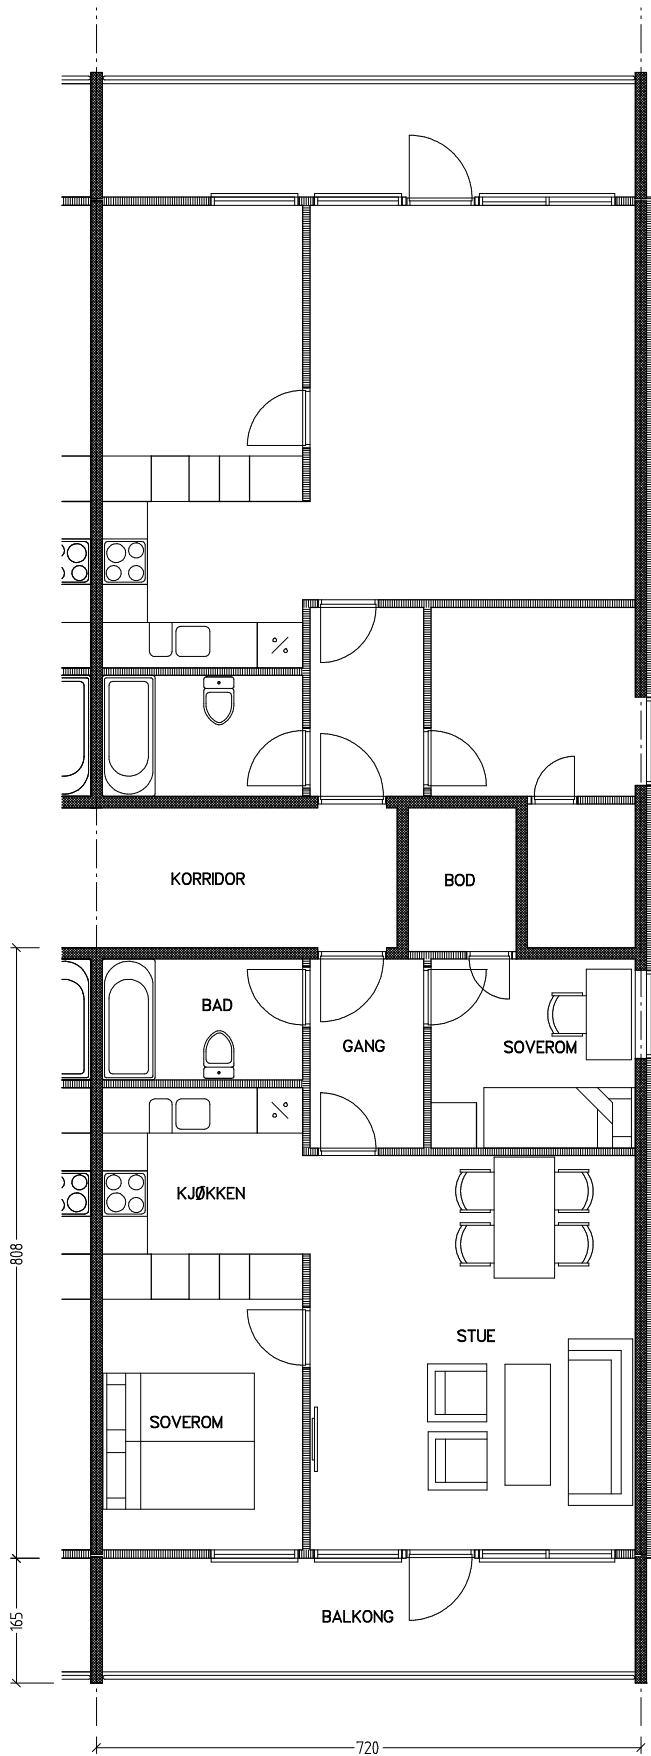 KORRIDOR
BOD
BAD
GANG
SOVEROM
KJØKKEN
808
STUE
SOVEROM
165
BALKONG
720